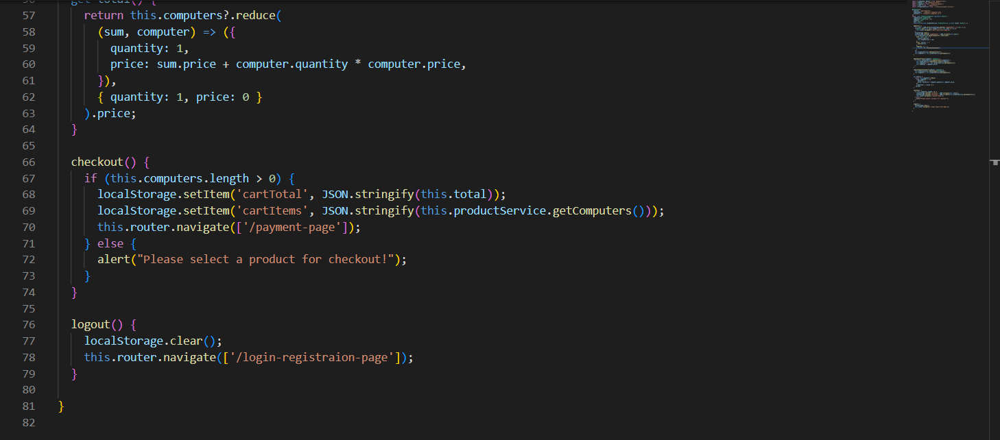 56 get total() {
57 return this.computers?.reduce(
58 (sum, computer) => ({
59 quantity: 1,
60 price: sum.price + computer.quantity * computer.price,
61 }),
62 { quantity: 1, price: 0 }
63 ).price;
64 }
65
66 checkout() {
67 if (this.computers.length > 0) {
68 localStorage.setItem('cartTotal', JSON.stringify(this.total));
69 localStorage.setItem('cartItems', JSON.stringify(this.productService.getComputers()));
70 this.router.navigate(['/payment-page']);
71 } else {
72 alert("Please select a product for checkout!");
73 }
74 }
75
76 logout() {
77 localStorage.clear();
78 this.router.navigate(['/login-registraion-page']);
79 }
80
81 }
82